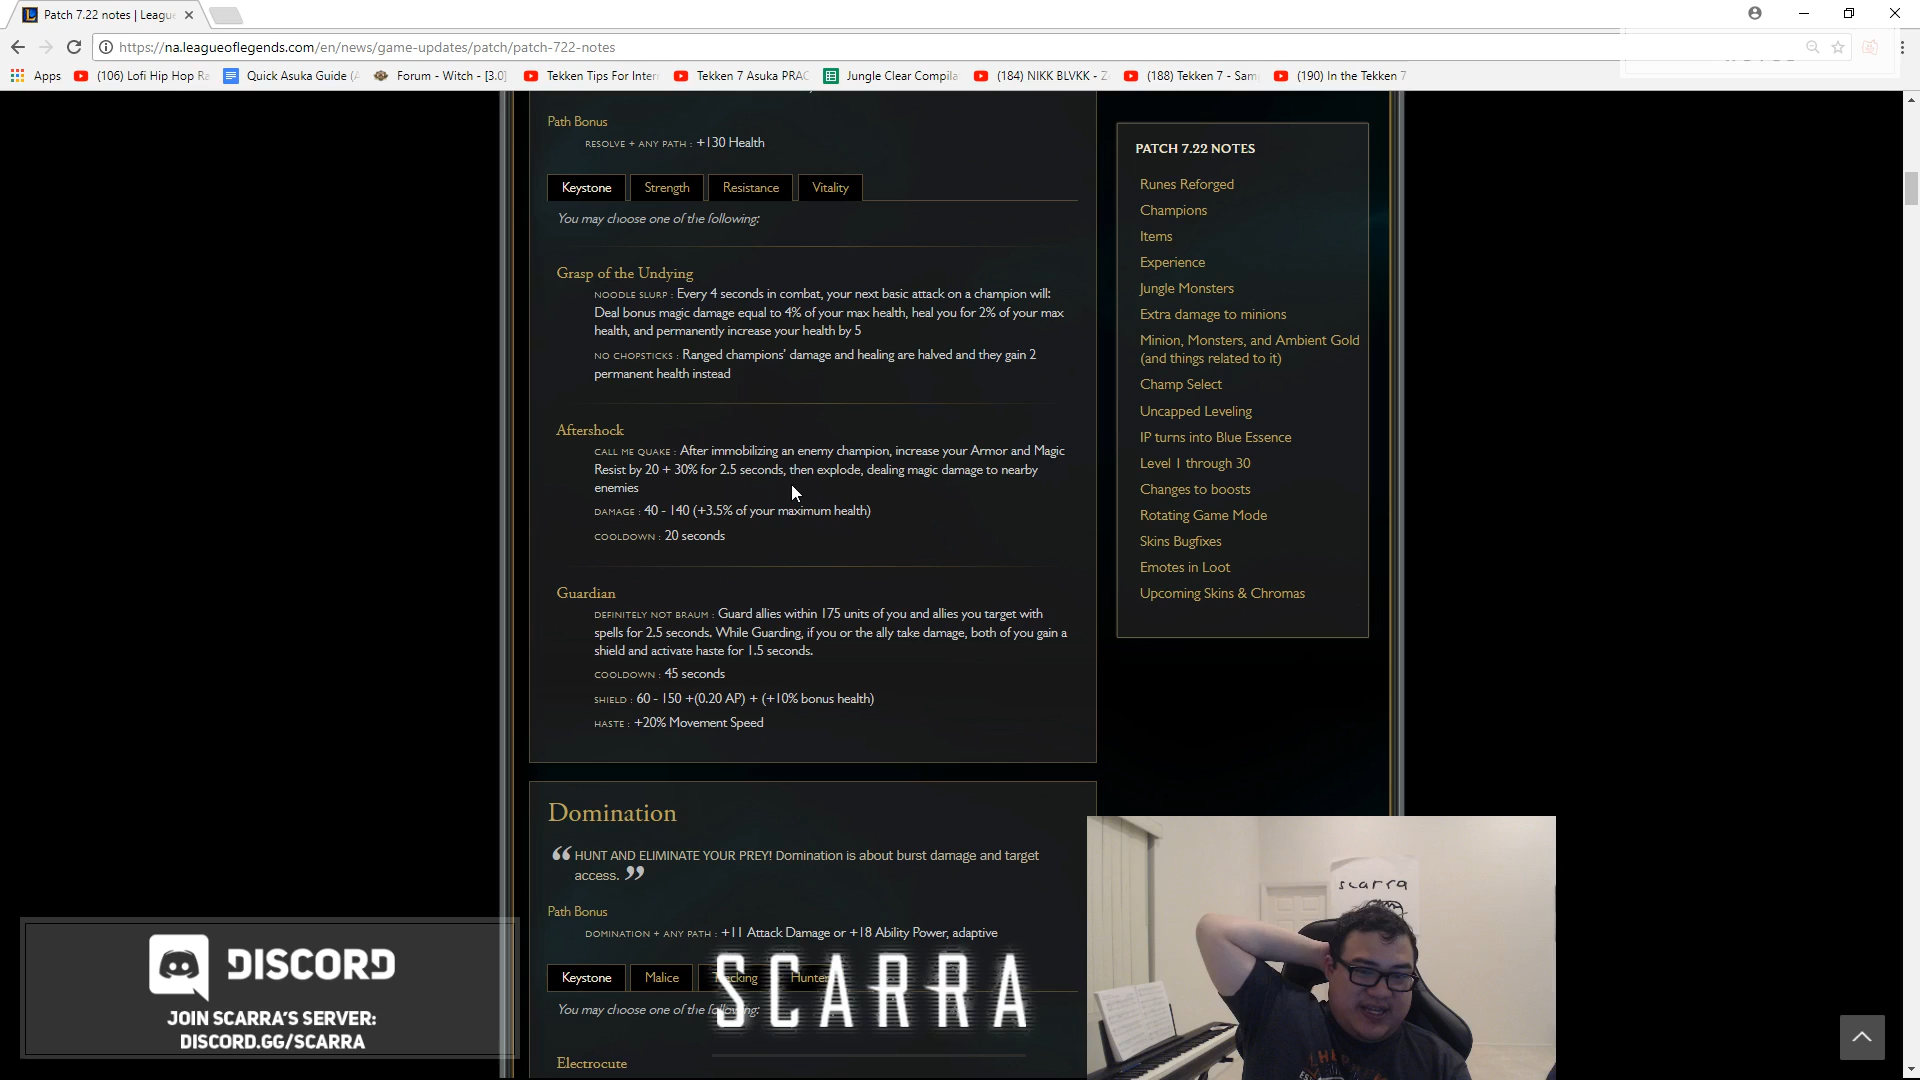 Patch 7.22 notes | Leagu
https://na.leagueoflegends.com/en/news/game-updates/patch/patch-722-notes
Apps
(106) Lofi Hip Hop Ra
Quick Asuka Guide (A
Forum - Witch - [3.0]
Tekken Tips For Inter
Tekken 7 Asuka PRAC
Jungle Clear Compila
(184) NIKK BLVKK - Z
(188) Tekken 7 - Sam
(190) In the Tekken 7
Path Bonus
RESOLVE + ANY PATH : +130 Health
Keystone
Strength
Resistance
Vitality
You may choose one of the following:
Grasp of the Undying
NOODLE SLURP : Every 4 seconds in combat, your next basic attack on a champion will:
Deal bonus magic damage equal to 4% of your max health, heal you for 2% of your max
health, and permanently increase your health by 5
NO CHOPSTICKS : Ranged champions' damage and healing are halved and they gain 2
permanent health instead
Aftershock
CALL ME QUAKE : After immobilizing an enemy champion, increase your Armor and Magic
Resist by 20 + 30% for 2.5 seconds, then explode, dealing magic damage to nearby
enemies
DAMAGE : 40 - 140 (+3.5% of your maximum health)
COOLDOWN : 20 seconds
Guardian
DEFINITELY NOT BRAUM : Guard allies within 175 units of you and allies you target with
spells for 2.5 seconds. While Guarding, if you or the ally take damage, both of you gain a
shield and activate haste for 1.5 seconds.
COOLDOWN : 45 seconds
SHIELD : 60 - 150 +(0.20 AP) + (+10% bonus health)
HASTE : +20% Movement Speed
Domination
“ HUNT AND ELIMINATE YOUR PREY! Domination is about burst damage and target
access. ”
Path Bonus
DOMINATION + ANY PATH : +11 Attack Damage or +18 Ability Power, adaptive
Keystone
Malice
Tracking
Hunter
You may choose one of the following:
Electrocute
PATCH 7.22 NOTES
Runes Reforged
Champions
Items
Experience
Jungle Monsters
Extra damage to minions
Minion, Monsters, and Ambient Gold
(and things related to it)
Champ Select
Uncapped Leveling
IP turns into Blue Essence
Level 1 through 30
Changes to boosts
Rotating Game Mode
Skins Bugfixes
Emotes in Loot
Upcoming Skins & Chromas
DISCORD
JOIN SCARRA'S SERVER:
DISCORD.GG/SCARRA
SCARRA
scarra